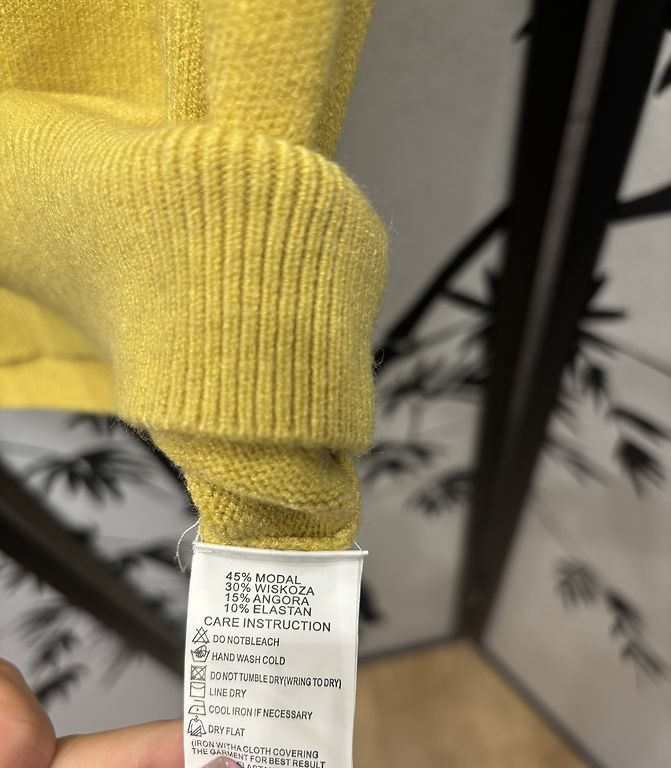 45% MODAL
30% WISKOZA
15% ANGORA
10% ELASTAN
CARE INSTRUCTION
DO NOTBLEACH
HAND WASH COLD
DO NOT TUMBLE DRY(WRING TO DRY)
LINE DRY
COOL IRON IF NECESSARY
DRY FLAT
(IRON WITHA CLOTH COVERING
THE GARMENT FOR BEST RESULT